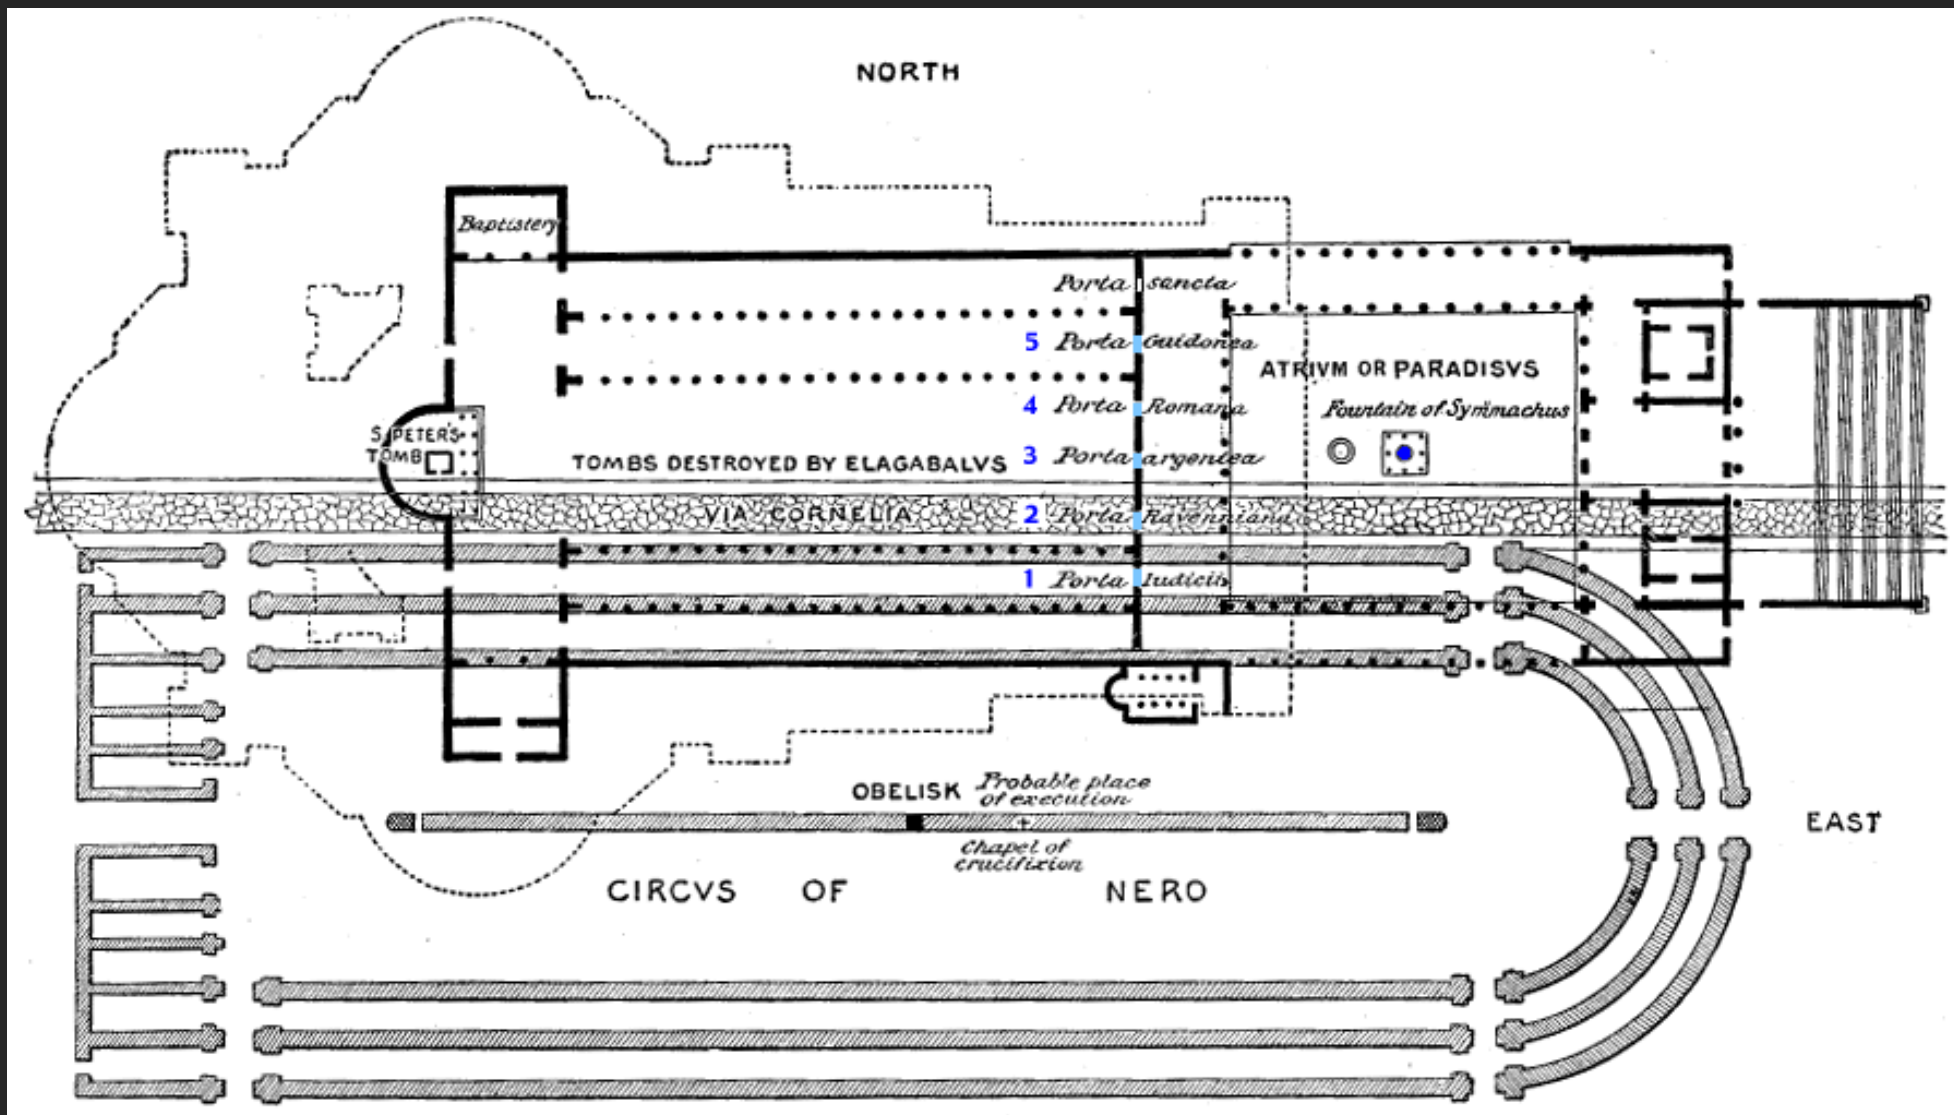 NORTH
Baptistery
Porta sancta
5 Porta Guidonea
ATRIVM OR PARADISVS
4 Porta Romana
Fountain of Symmachus
S. PETER'S
TOMB
TOMBS DESTROYED BY ELAGABALVS
3 Porta argentea
VIA CORNELIA
2 Porta Ravenniana
1 Porta Iudicii
OBELISK
Probable place
of execution
Chapel of
crucifixion
EAST
CIRCVS OF NERO